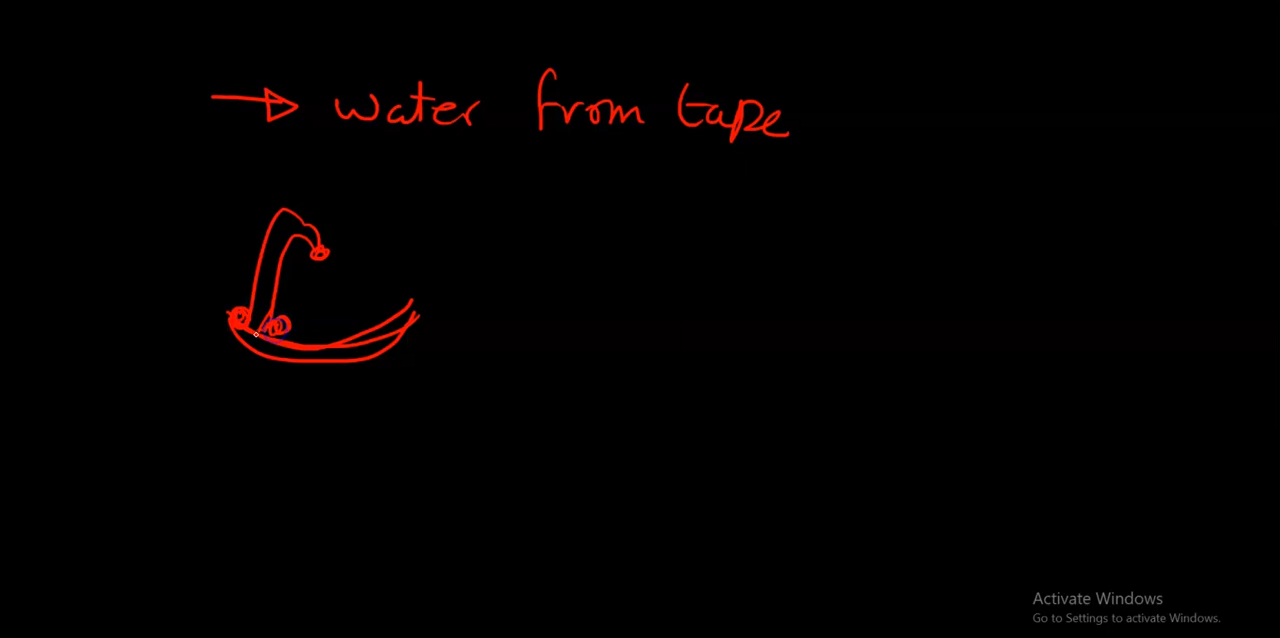 → water from tape
Activate Windows
Go to Settings to activate Windows.